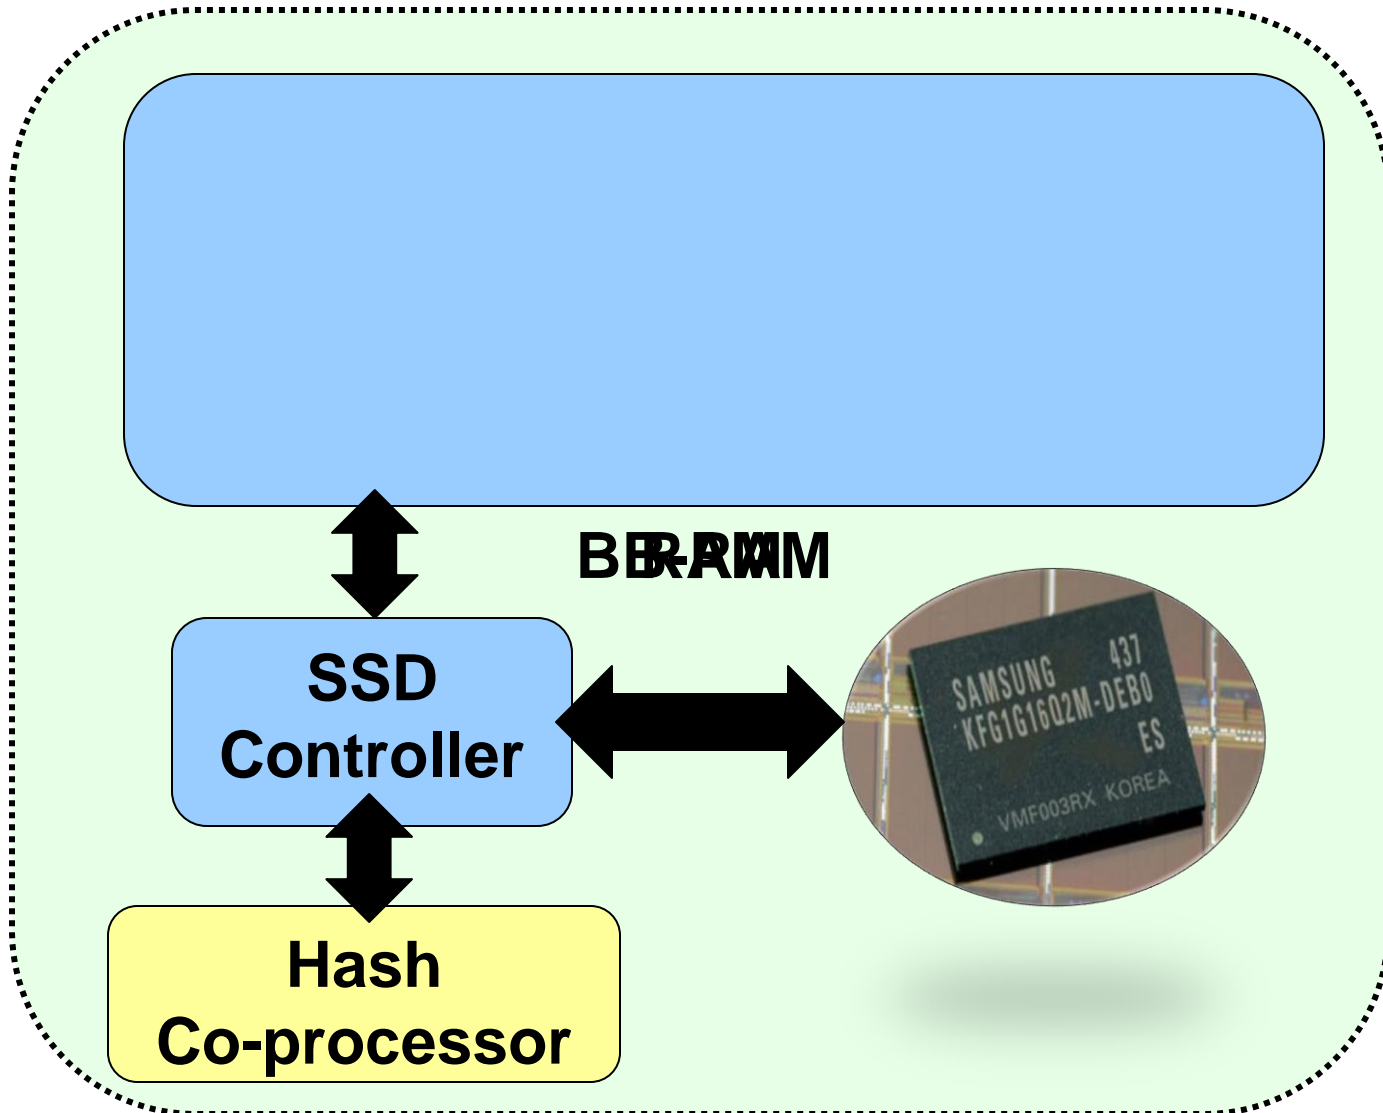 SSD
Controller
SAMSUNG 437
KFG1G16Q2M-DEB0
ES
VMF003RX KOREA
Hash
Co-processor